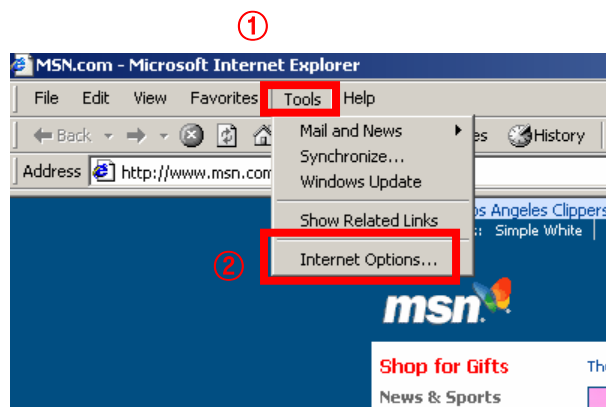 ①
MSN.com - Microsoft Internet Explorer
File Edit View Favorites Tools Help
Back
History
Address http://www.msn.com
Mail and News
Synchronize...
Windows Update
Show Related Links
② Internet Options...
Angeles Clippers
:: Simple White |
msn
Shop for Gifts
News & Sports